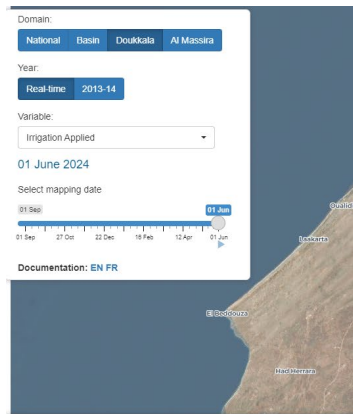 Domain:
National Basin Doukkala Al Massira
Year:
Real-time 2013-14
Variable:
Irrigation Applied
01 June 2024
Select mapping date
01 Sep 01 Jun
01 Sep 27 Oct 22 Dec 16 Feb 12 Apr 01 Jun
Documentation: EN FR
Oualid
Laakarta
El Beddouza
Had Herrara